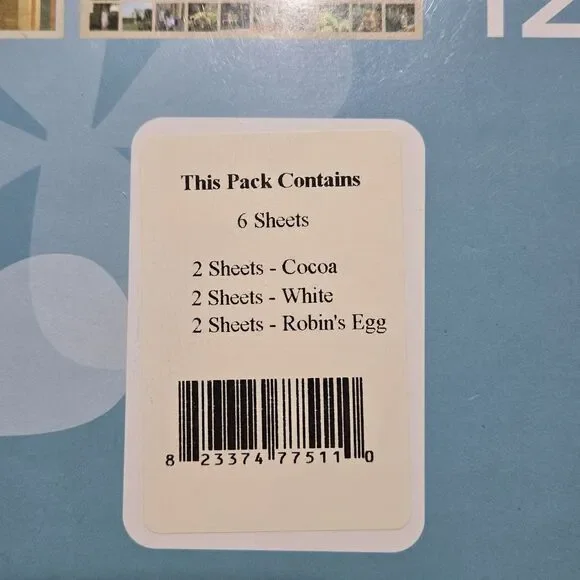 12
This Pack Contains
6 Sheets
2 Sheets - Cocoa
2 Sheets - White
2 Sheets - Robin's Egg
8 23374 77511 0